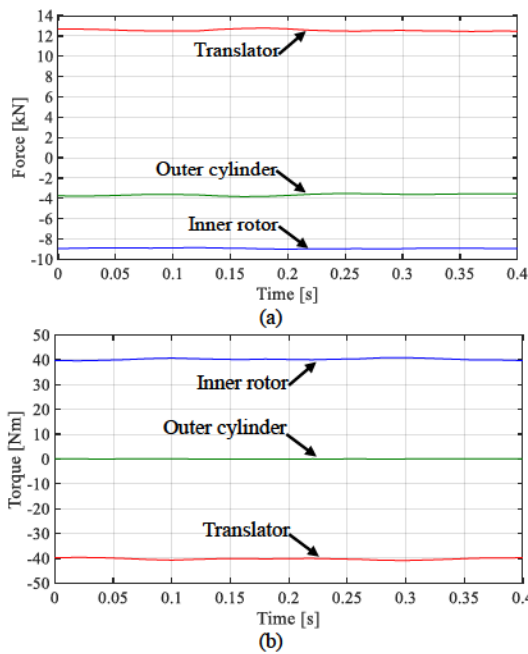 14
12
10
8
6
4
2
0
-2
-4
-6
-8
-10
Force [kN]
Translator
Outer cylinder
Inner rotor
0 0.05 0.1 0.15 0.2 0.25 0.3 0.35 0.4
Time [s]
(a)
50
40
30
20
10
0
-10
-20
-30
-40
-50
Torque [Nm]
Inner rotor
Outer cylinder
Translator
0 0.05 0.1 0.15 0.2 0.25 0.3 0.35 0.4
Time [s]
(b)